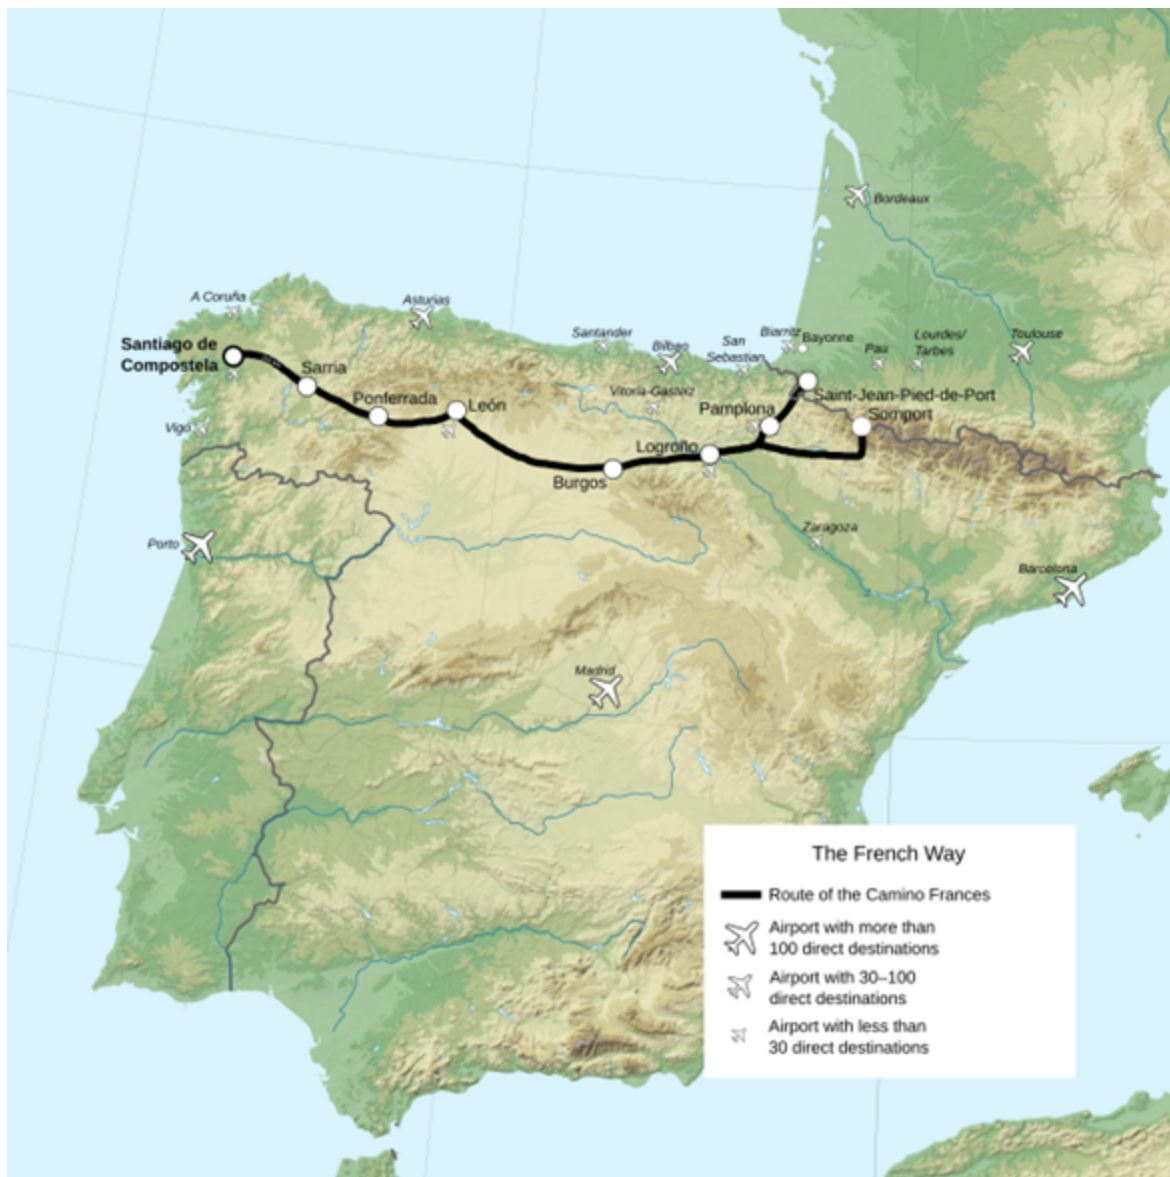 Bordeaux
A Coruña
Asturias
Santiago de
Compostela
Santander
Bilbao
San
Sebastian
Biarritz
Bayonne
Pau
Lourdes/
Tarbes
Toulouse
Sarria
Ponferrada
León
Vitoria-Gasteiz
Pamplona
Saint-Jean-Pied-de-Port
Somport
Vigo
Logroño
Burgos
Porto
Zaragoza
Barcelona
Madrid
The French Way
Route of the Camino Frances
Airport with more than
100 direct destinations
Airport with 30–100
direct destinations
Airport with less than
30 direct destinations